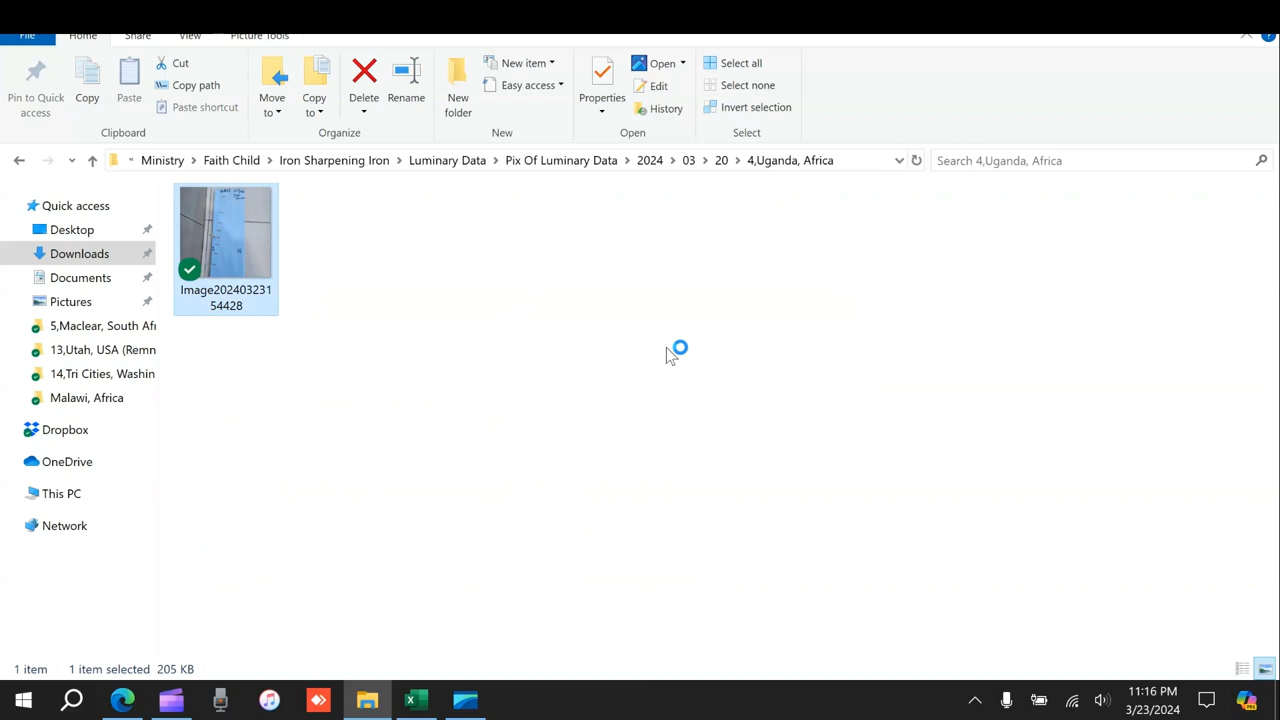 File Home Share View Picture Tools
Pin to Quick access
Copy
Paste
Cut
Copy path
Paste shortcut
Clipboard
Move to
Copy to
Delete
Rename
Organize
New folder
New item
Easy access
New
Properties
Open
Edit
History
Open
Select all
Select none
Invert selection
Select
« Ministry > Faith Child > Iron Sharpening Iron > Luminary Data > Pix Of Luminary Data > 2024 > 03 > 20 > 4,Uganda, Africa
Search 4,Uganda, Africa
Quick access
Desktop
Downloads
Documents
Pictures
5,Maclear, South Afr
13,Utah, USA (Remn
14,Tri Cities, Washin
Malawi, Africa
Dropbox
OneDrive
This PC
Network
Image202403231
54428
1 item 1 item selected 205 KB
11:16 PM
3/23/2024